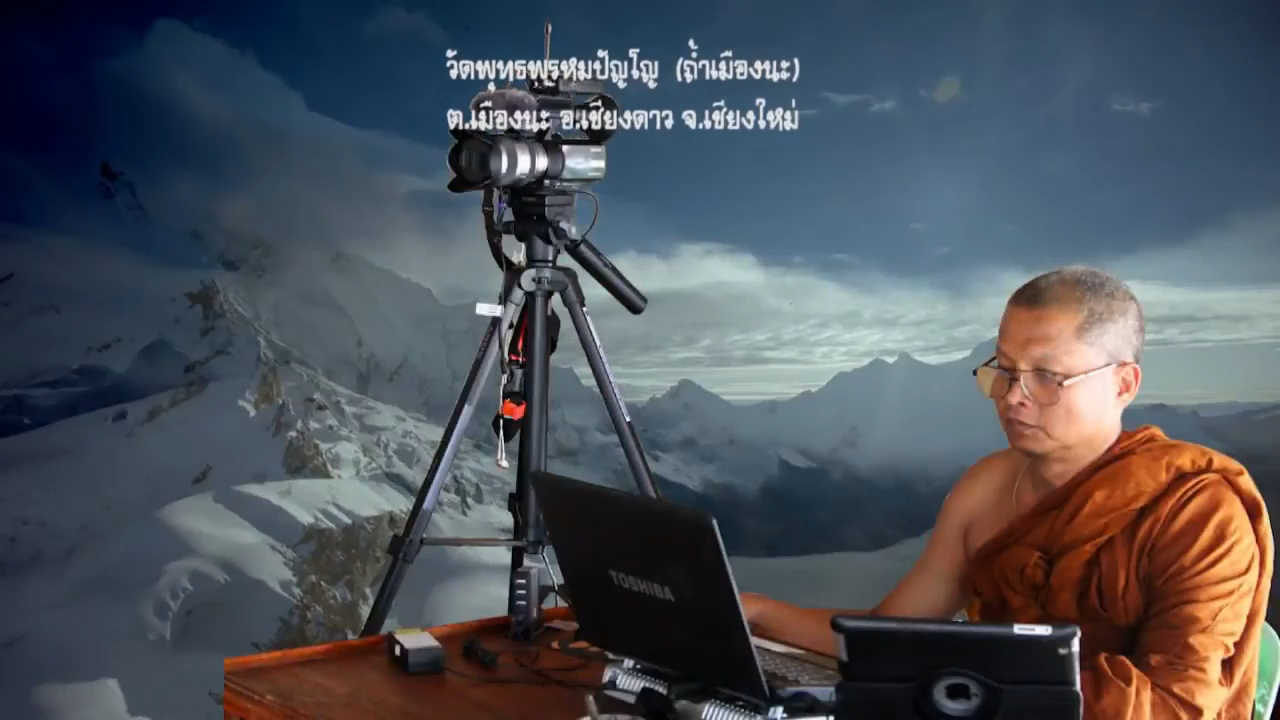 วัดพุทธพรหมปัญโญ (ถ้ำเมืองนะ)
ต.เมืองนะ อ.เชียงดาว จ.เชียงใหม่
TOSHIBA